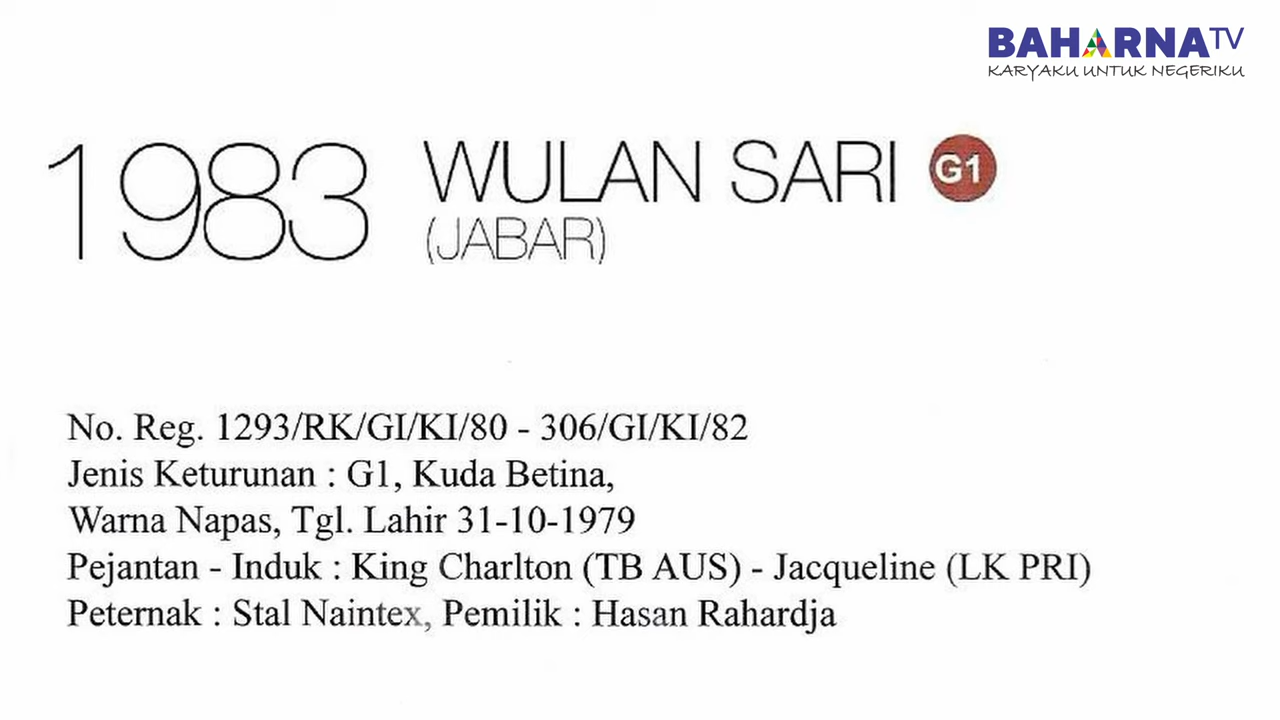 BAHARNATV
KARYAKU UNTUK NEGERIKU
1983 WULAN SARI G1
(JABAR)
No. Reg. 1293/RK/GI/KI/80 - 306/GI/KI/82
Jenis Keturunan : G1, Kuda Betina,
Warna Napas, Tgl. Lahir 31-10-1979
Pejantan - Induk : King Charlton (TB AUS) - Jacqueline (LK PRI)
Peternak : Stal Naintex, Pemilik : Hasan Rahardja